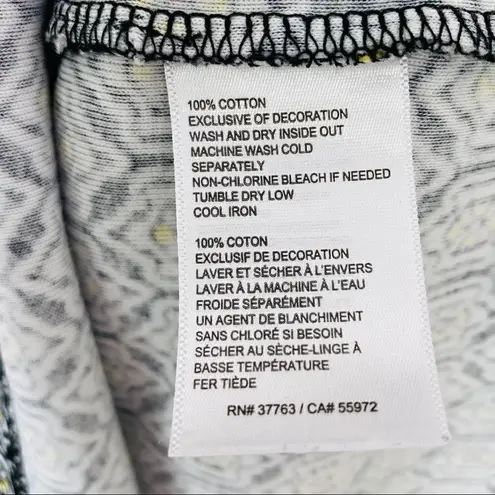 100% COTTON
EXCLUSIVE OF DECORATION
WASH AND DRY INSIDE OUT
MACHINE WASH COLD
SEPARATELY
NON-CHLORINE BLEACH IF NEEDED
TUMBLE DRY LOW
COOL IRON
100% COTON
EXCLUSIF DE DECORATION
LAVER ET SÉCHER À L'ENVERS
LAVER À LA MACHINE À L'EAU
FROIDE SÉPARÉMENT
UN AGENT DE BLANCHIMENT
SANS CHLORÉ SI BESOIN
SÉCHER AU SÈCHE-LINGE À
BASSE TEMPÉRATURE
FER TIÈDE
RN# 37763 / CA# 55972